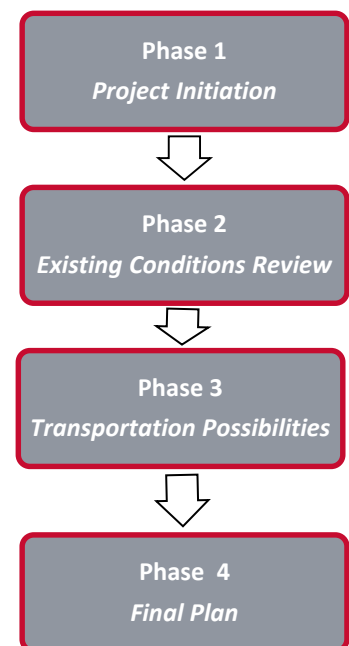 Phase 1
Project Initiation
Phase 2
Existing Conditions Review
Phase 3
Transportation Possibilities
Phase 4
Final Plan